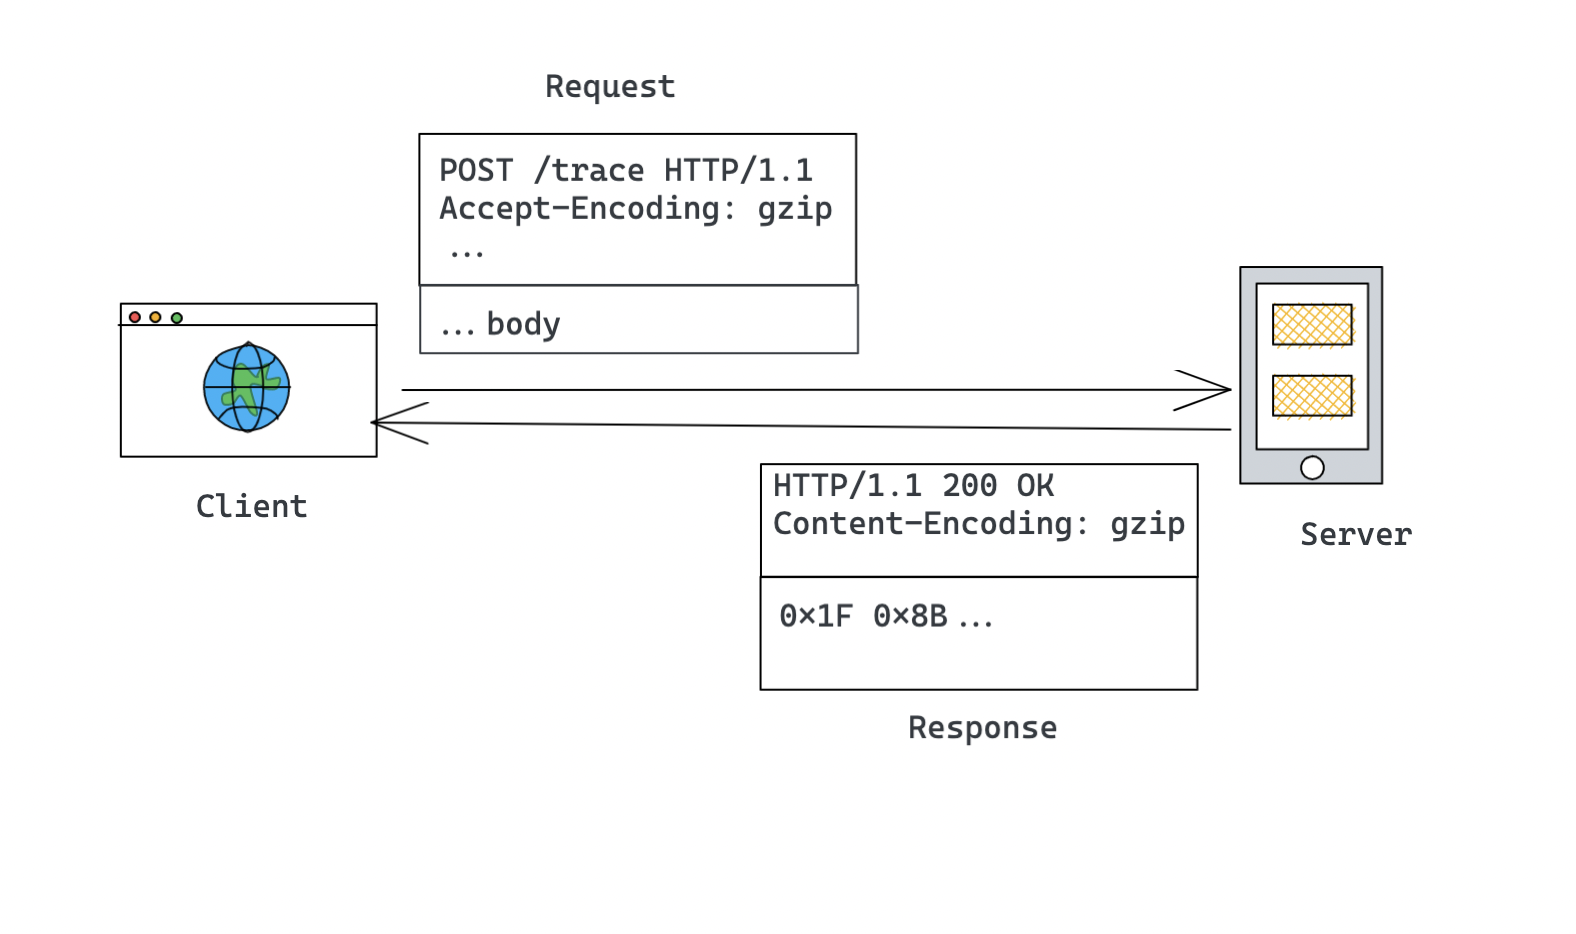 Request
POST /trace HTTP/1.1
Accept-Encoding: gzip
...
... body
Client
HTTP/1.1 200 OK
Content-Encoding: gzip
0×1F 0×8B ...
Server
Response